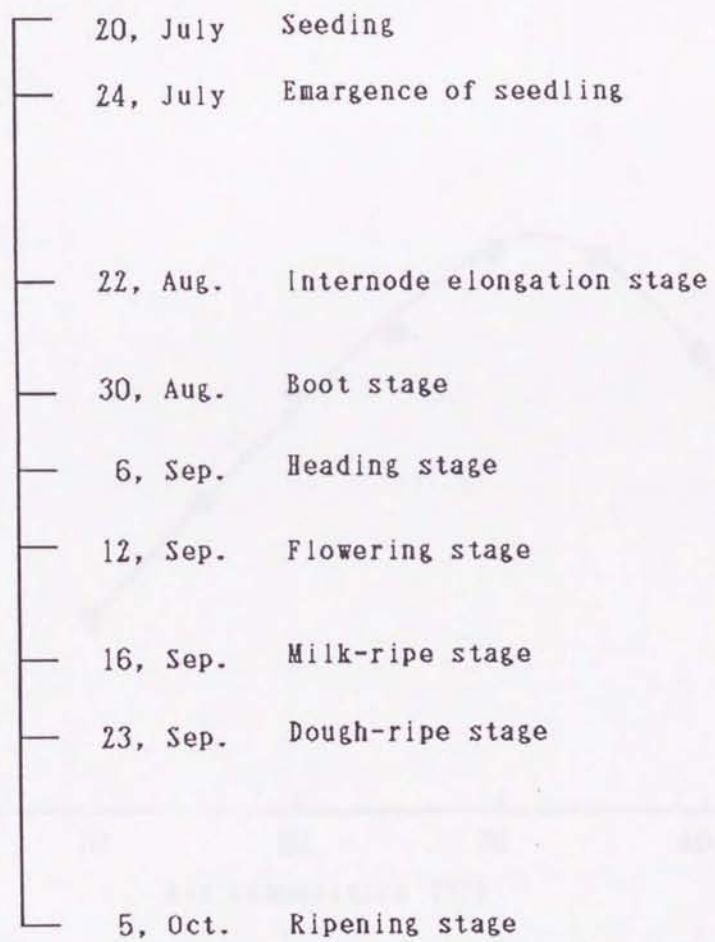 20, July Seeding
24, July Emargence of seedling
22, Aug. Internode elongation stage
30, Aug. Boot stage
6, Sep. Heading stage
12, Sep. Flowering stage
16, Sep. Milk-ripe stage
23, Sep. Dough-ripe stage
5, Oct. Ripening stage